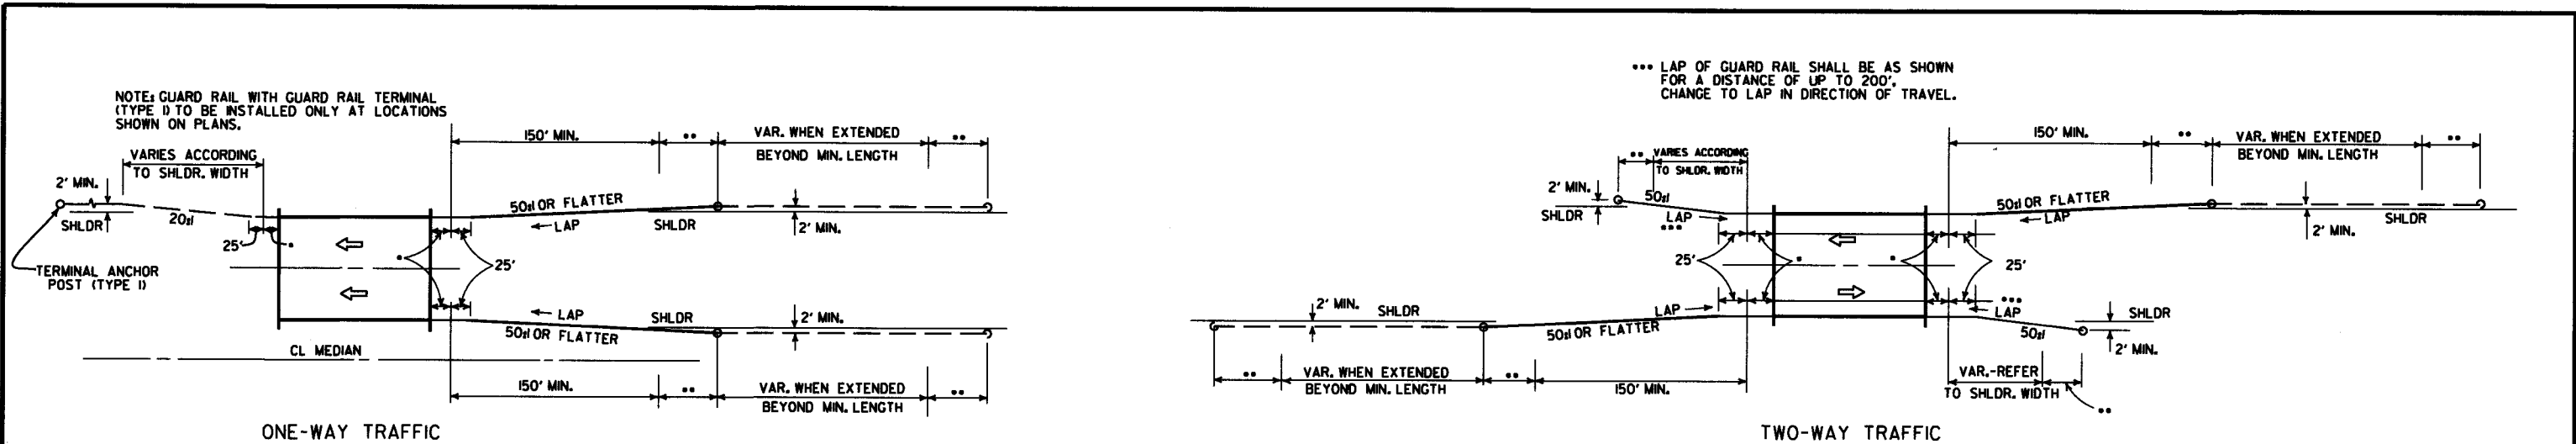 NOTE: GUARD RAIL WITH GUARD RAIL TERMINAL
(TYPE I) TO BE INSTALLED ONLY AT LOCATIONS
SHOWN ON PLANS.
VARIES ACCORDING
TO SHLDR. WIDTH
2' MIN.
SHLDR
20:1
25'
•
TERMINAL ANCHOR
POST (TYPE I)
150' MIN.
••
VAR. WHEN EXTENDED
BEYOND MIN. LENGTH
••
50:1 OR FLATTER
LAP
SHLDR
2' MIN.
•
25'
LAP
SHLDR
2' MIN.
50:1 OR FLATTER
CL MEDIAN
150' MIN.
••
VAR. WHEN EXTENDED
BEYOND MIN. LENGTH
••
ONE-WAY TRAFFIC
••• LAP OF GUARD RAIL SHALL BE AS SHOWN
FOR A DISTANCE OF UP TO 200'.
CHANGE TO LAP IN DIRECTION OF TRAVEL.
•• VARIES ACCORDING
TO SHLDR. WIDTH
2' MIN.
SHLDR
50:1
LAP
•••
150' MIN.
••
VAR. WHEN EXTENDED
BEYOND MIN. LENGTH
••
50:1 OR FLATTER
LAP
SHLDR
2' MIN.
25'
•
•
25'
2' MIN.
SHLDR
LAP
50:1 OR FLATTER
•••
LAP
50:1
SHLDR
2' MIN.
••
VAR. WHEN EXTENDED
BEYOND MIN. LENGTH
••
150' MIN.
VAR.-REFER
TO SHLDR. WIDTH
••
TWO-WAY TRAFFIC